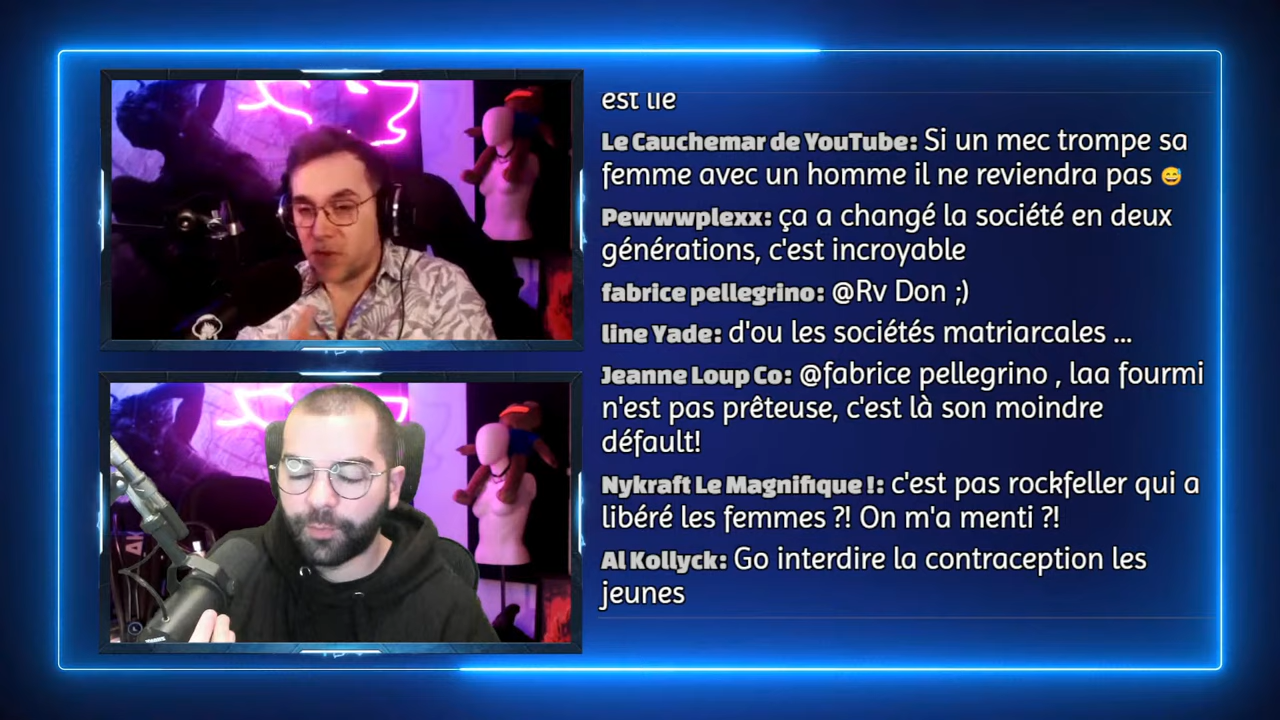 est lie
Le Cauchemar de YouTube: Si un mec trompe sa
femme avec un homme il ne reviendra pas 😅
Pewwwplexx: ça a changé la société en deux
générations, c'est incroyable
fabrice pellegrino: @Rv Don ;)
line Yade: d'ou les sociétés matriarcales ...
Jeanne Loup Co: @fabrice pellegrino , laa fourmi
n'est pas prêteuse, c'est là son moindre
défault!
Nykraft Le Magnifique !: c'est pas rockfeller qui a
libéré les femmes ?! On m'a menti ?!
Al Kollyck: Go interdire la contraception les
jeunes